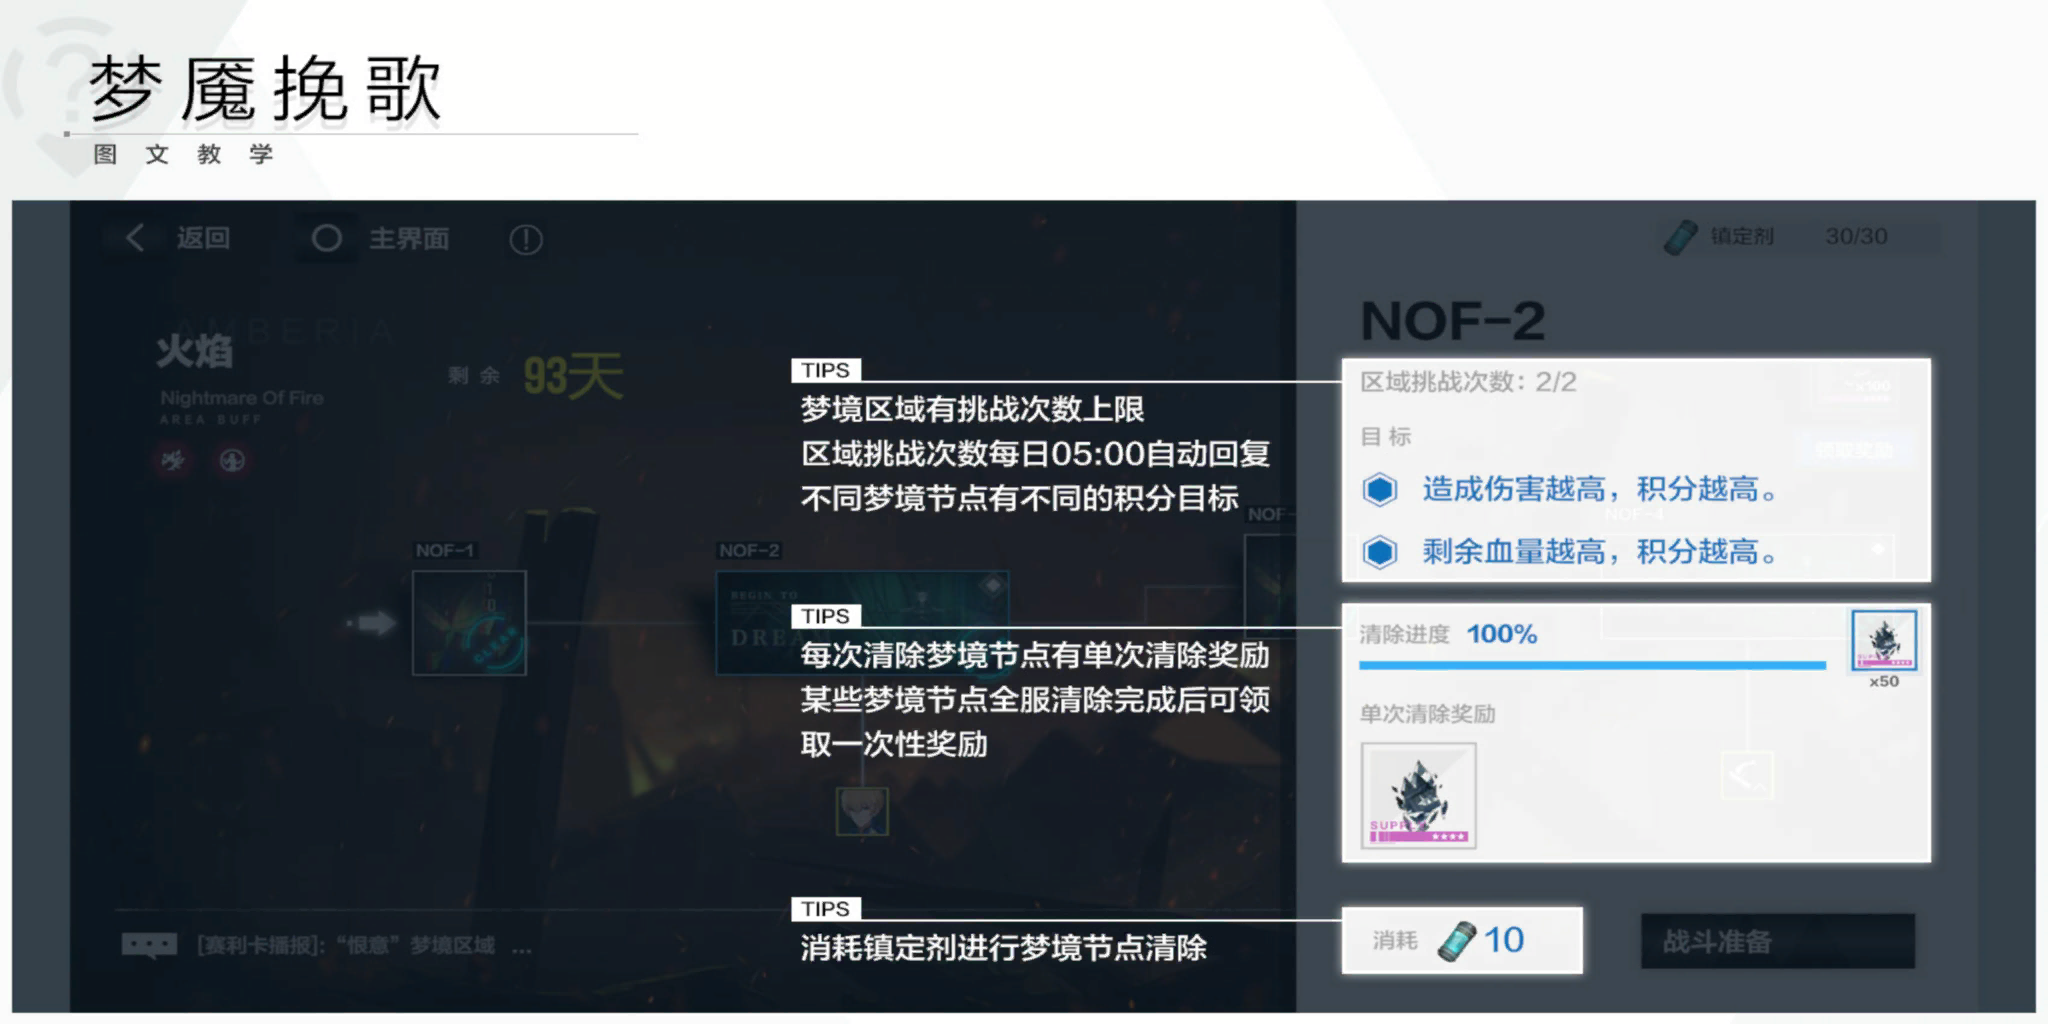 梦魇挽歌
图文教学
返回
主界面
镇定剂 30/30
火焰
Nightmare Of Fire
AREA BUFF
剩余 93天
NOF-2
TIPS
梦境区域有挑战次数上限
区域挑战次数每日05:00自动回复
不同梦境节点有不同的积分目标
区域挑战次数：2/2
目标
造成伤害越高，积分越高。
剩余血量越高，积分越高。
NOF-4
NOF-1
NOF-2
NOF-
BEGIN TO
DREAM
CLEAR
TIPS
每次清除梦境节点有单次清除奖励
某些梦境节点全服清除完成后可领
取一次性奖励
清除进度 100%
x50
单次清除奖励
TIPS
消耗镇定剂进行梦境节点清除
消耗 10
战斗准备
[赛利卡播报]：“恨意”梦境区域 ...